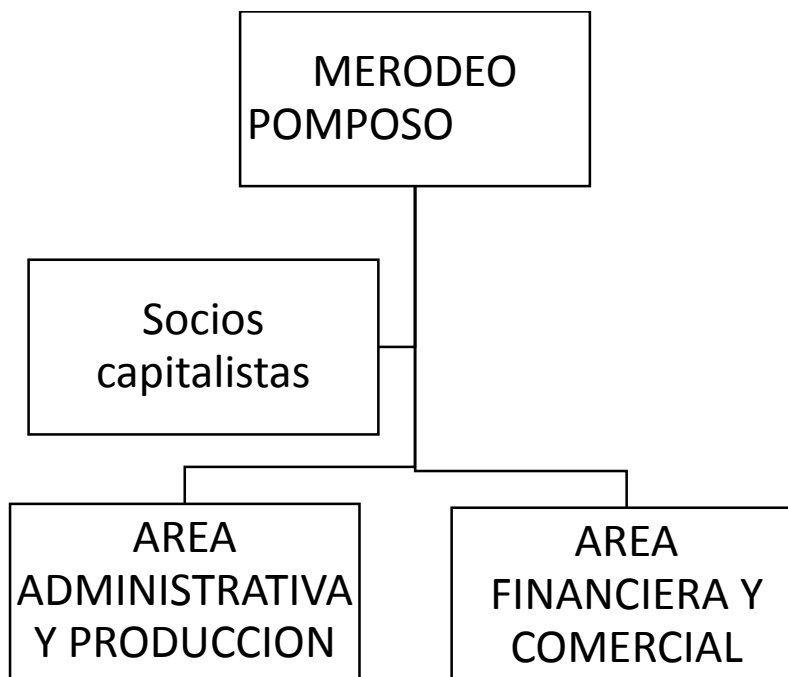 MERODEO
POMPOSO
Socios
capitalistas
AREA
ADMINISTRATIVA
Y PRODUCCION
AREA
FINANCIERA Y
COMERCIAL